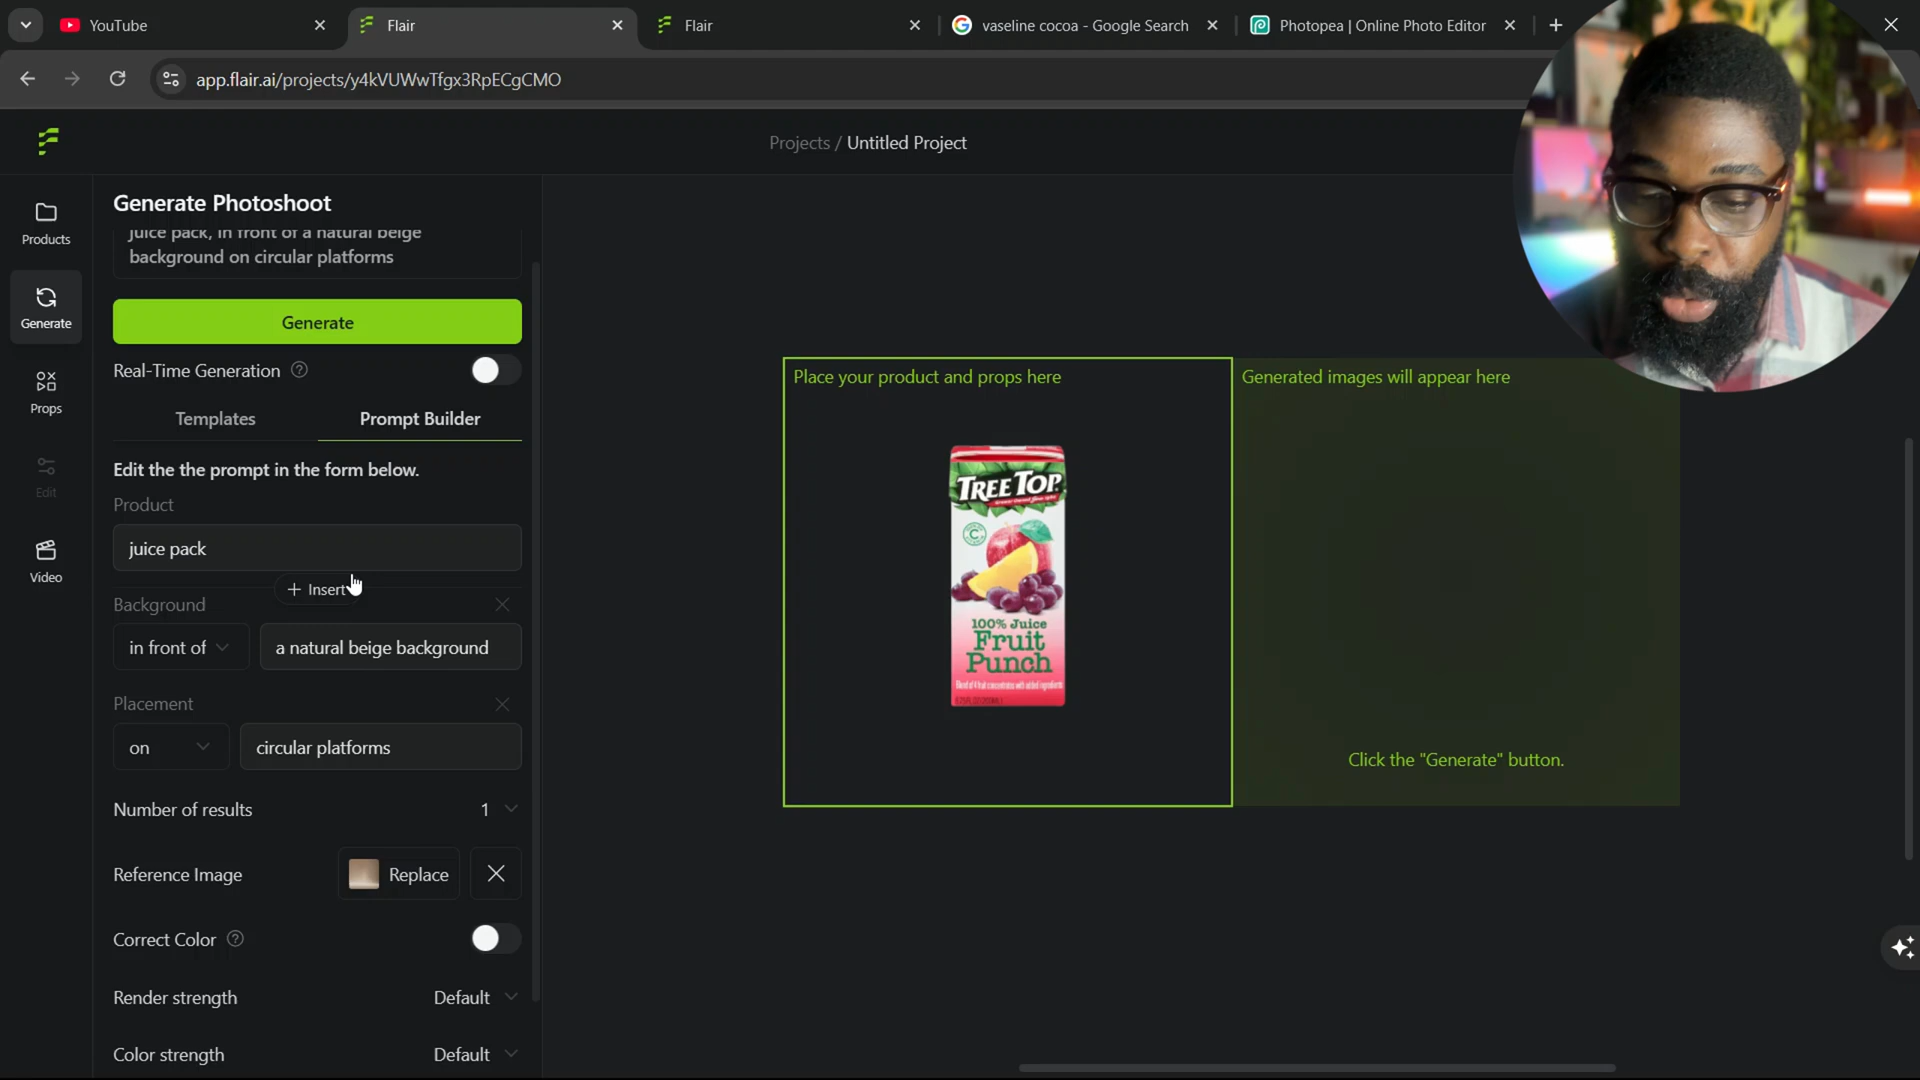 YouTube
Flair
Flair
vaseline cocoa - Google Search
Photopea | Online Photo Editor
app.flair.ai/projects/y4kVUWwTfgx3RpECgCMO
Projects / Untitled Project
Products
Generate
Props
Edit
Video
Generate Photoshoot
juice pack, in front of a natural beige
background on circular platforms
Generate
Real-Time Generation
Templates
Prompt Builder
Edit the the prompt in the form below.
Product
juice pack
+ Insert
Background
in front of
a natural beige background
Placement
on
circular platforms
Number of results
1
Reference Image
Replace
Correct Color
Render strength
Default
Color strength
Default
Place your product and props here
Generated images will appear here
TREE TOP
C
100% Juice
Fruit
Punch
Click the "Generate" button.